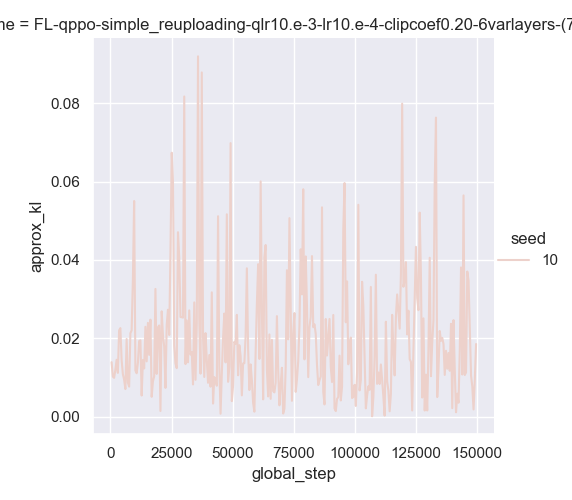 ne = FL-qppo-simple_reuploading-qlr10.e-3-lr10.e-4-clipcoef0.20-6varlayers-(7
0.08
0.06
0.04
0.02
0.00
approx_kl
0 25000 50000 75000 100000 125000 150000
global_step
seed
10